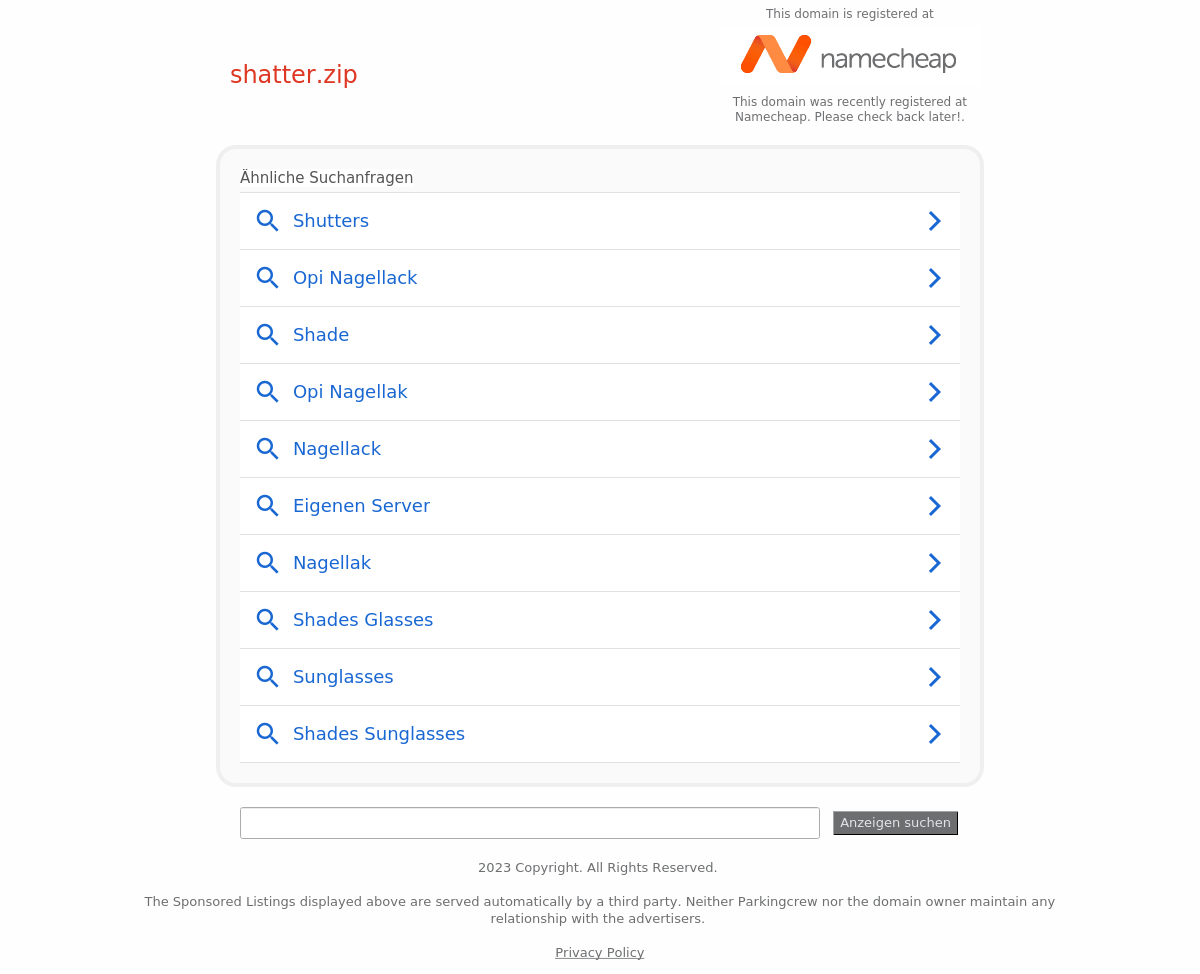 This domain is registered at
namecheap
shatter.zip
This domain was recently registered at
Namecheap. Please check back later!.
Ähnliche Suchanfragen
Shutters
Opi Nagellack
Shade
Opi Nagellak
Nagellack
Eigenen Server
Nagellak
Shades Glasses
Sunglasses
Shades Sunglasses
Anzeigen suchen
2023 Copyright. All Rights Reserved.
The Sponsored Listings displayed above are served automatically by a third party. Neither Parkingcrew nor the domain owner maintain any
relationship with the advertisers.
Privacy Policy